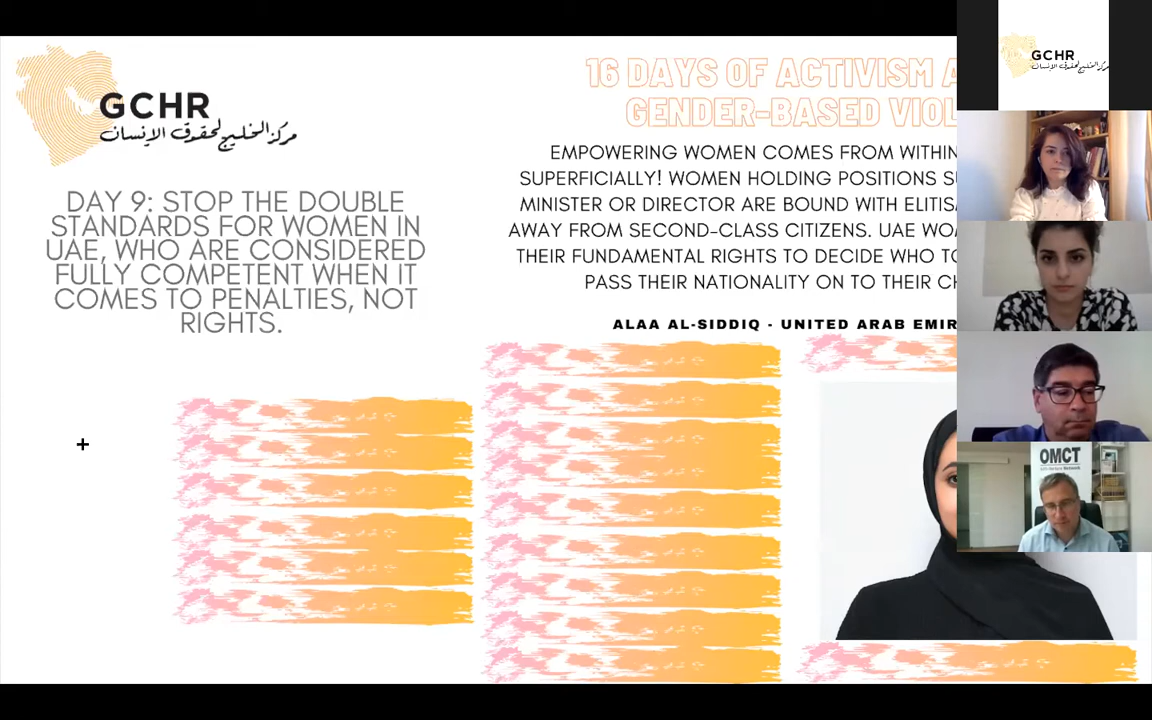 GCHR
مركز الخليج لحقوق الإنسان
DAY 9: STOP THE DOUBLE
STANDARDS FOR WOMEN IN
UAE, WHO ARE CONSIDERED
FULLY COMPETENT WHEN IT
COMES TO PENALTIES, NOT
RIGHTS.
16 DAYS OF ACTIVISM A
GENDER-BASED VIOL
EMPOWERING WOMEN COMES FROM WITHIN
SUPERFICIALLY! WOMEN HOLDING POSITIONS SU
MINISTER OR DIRECTOR ARE BOUND WITH ELITIS
AWAY FROM SECOND-CLASS CITIZENS. UAE WO
THEIR FUNDAMENTAL RIGHTS TO DECIDE WHO TO
PASS THEIR NATIONALITY ON TO THEIR CH
ALAA AL-SIDDIQ - UNITED ARAB EMIR
GCHR
مركز الخليج لحقوق الإنسان
OMCT